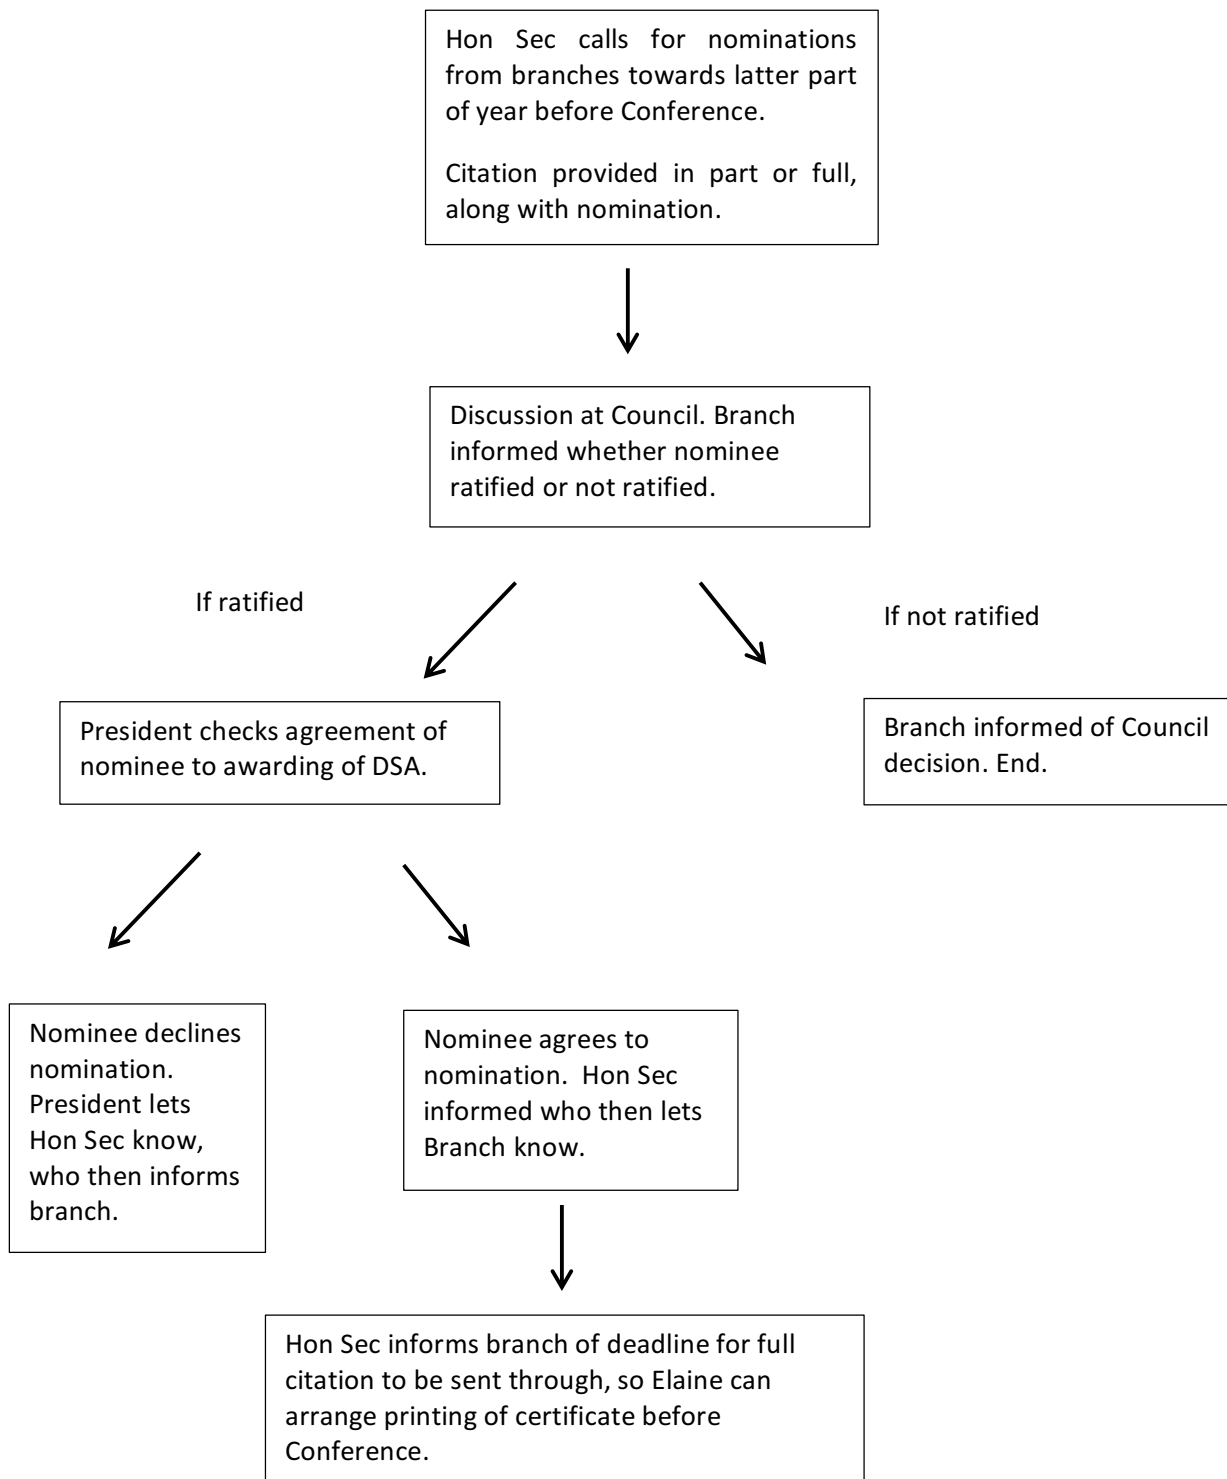 Hon Sec calls for nominations
from branches towards latter part
of year before Conference.
Citation provided in part or full,
along with nomination.
Discussion at Council. Branch
informed whether nominee
ratified or not ratified.
If ratified
If not ratified
President checks agreement of
nominee to awarding of DSA.
Branch informed of Council
decision. End.
Nominee declines
nomination.
President lets
Hon Sec know,
who then informs
branch.
Nominee agrees to
nomination.  Hon Sec
informed who then lets
Branch know.
Hon Sec informs branch of deadline for full
citation to be sent through, so Elaine can
arrange printing of certificate before
Conference.